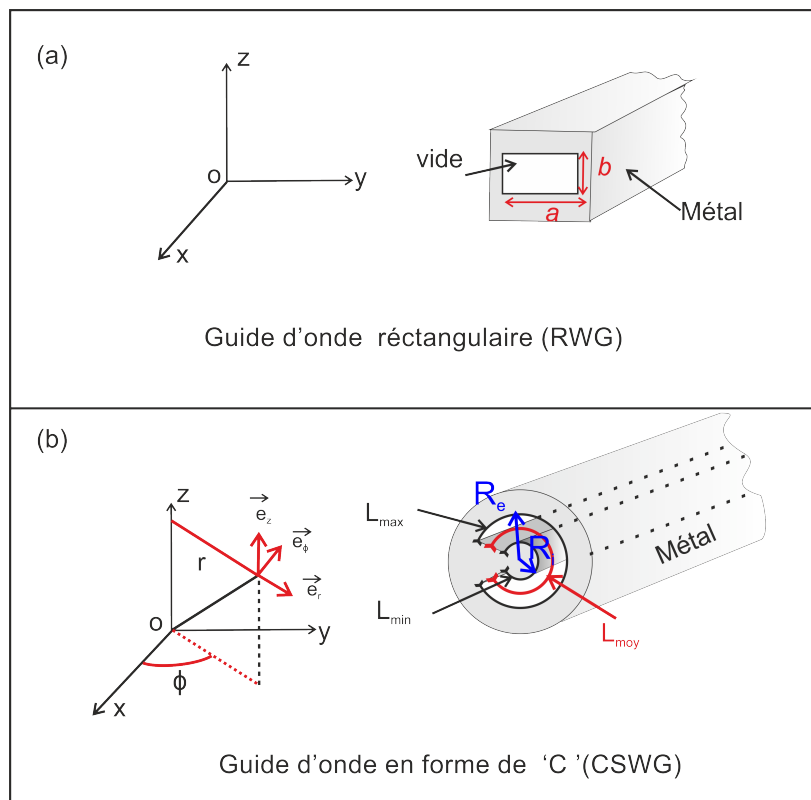 (a)
z
o
y
x
vide
b
a
Métal
Guide d'onde réctangulaire (RWG)
(b)
z
e_z
e_ϕ
r
e_r
o
y
ϕ
x
L_max
R_e
R_i
Métal
L_min
L_moy
Guide d'onde en forme de 'C '(CSWG)